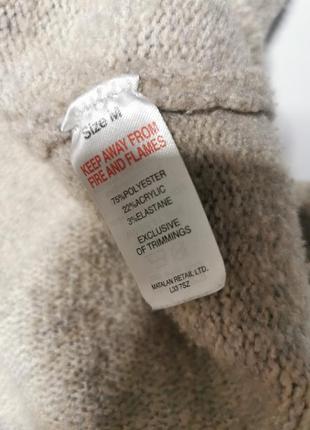 Size M
KEEP AWAY FROM
FIRE AND FLAMES
75%POLYESTER
22%ACRYLIC
3%ELASTANE
EXCLUSIVE
OF TRIMMINGS
MATALAN RETAIL LTD.
L33 7SZ